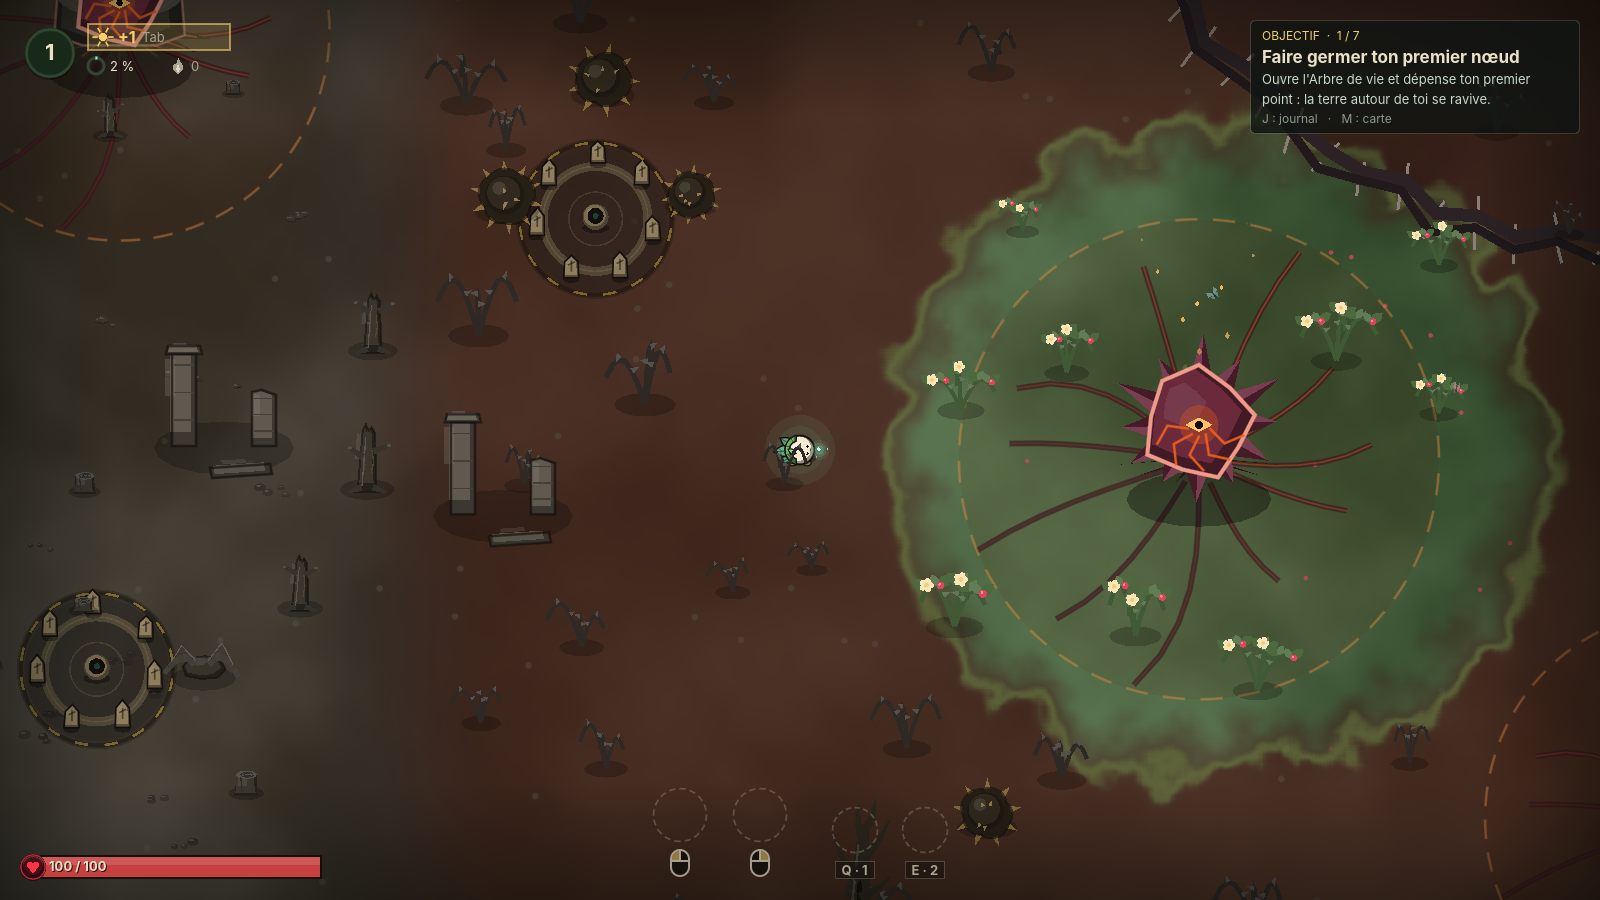 1
+1 Tab
2 %
0
OBJECTIF · 1 / 7
Faire germer ton premier nœud
Ouvre l'Arbre de vie et dépense ton premier
point : la terre autour de toi se ravive.
J : journal · M : carte
100 / 100
Q · 1
E · 2